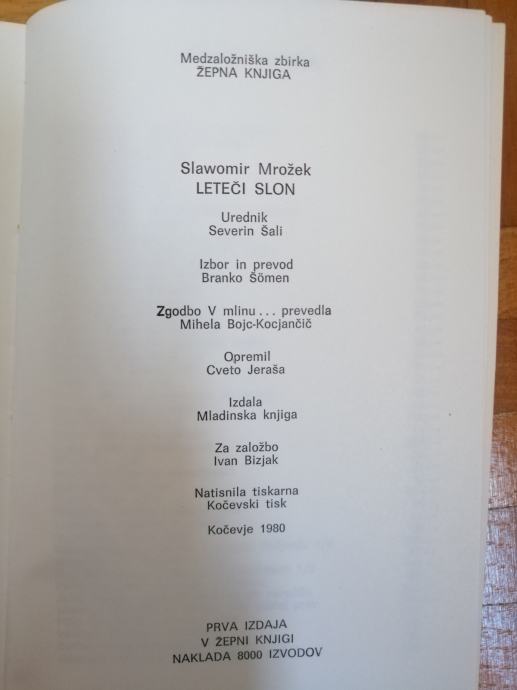 Medzaložniška zbirka
ŽEPNA KNJIGA
Slawomir Mrožek
LETEČI SLON
Urednik
Severin Šali
Izbor in prevod
Branko Šömen
Zgodbo V mlinu... prevedla
Mihela Bojc-Kocjančič
Opremil
Cveto Jeraša
Izdala
Mladinska knjiga
Za založbo
Ivan Bizjak
Natisnila tiskarna
Kočevski tisk
Kočevje 1980
PRVA IZDAJA
V ŽEPNI KNJIGI
NAKLADA 8000 IZVODOV